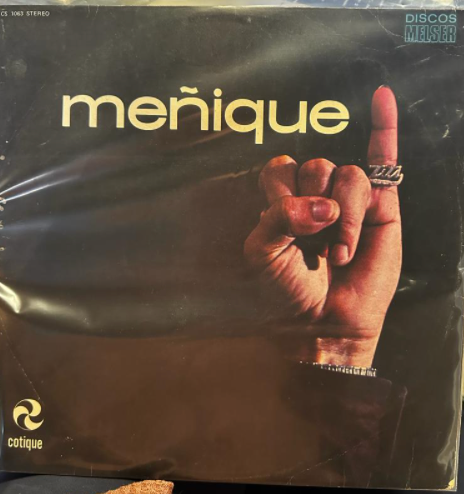 CS 1063 STEREO
DISCOS
MELSER
meñique
cotique